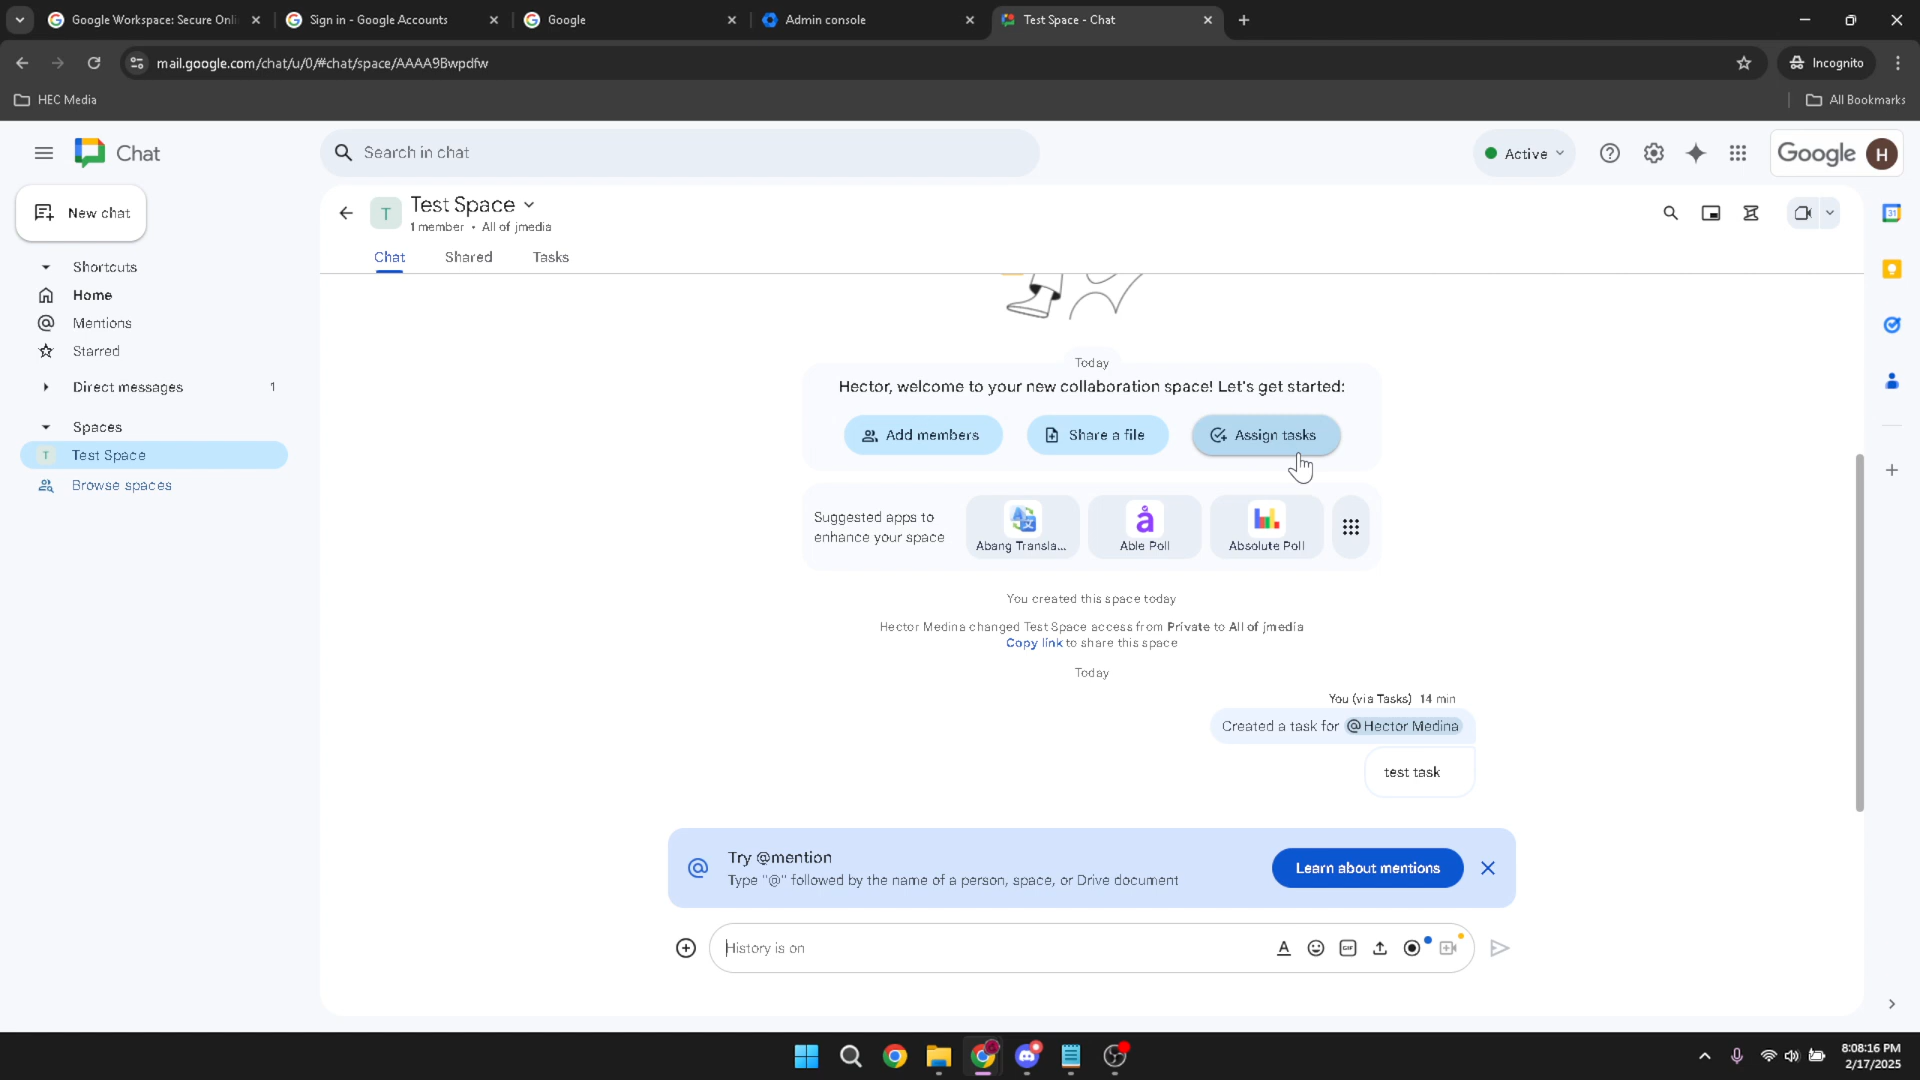 Google Workspace: Secure Onli
Sign in - Google Accounts
Google
Admin console
Test Space - Chat
mail.google.com/chat/u/0/#chat/space/AAAA9Bwpdfw
Incognito
HEC Media
All Bookmarks
Chat
Search in chat
Active
Google
H
New chat
T
Test Space
1 member • All of jmedia
Chat
Shared
Tasks
Shortcuts
Home
Mentions
Starred
Direct messages
1
Spaces
T
Test Space
Browse spaces
Today
Hector, welcome to your new collaboration space! Let's get started:
Add members
Share a file
Assign tasks
Suggested apps to
enhance your space
Abang Transla...
Able Poll
Absolute Poll
You created this space today
Hector Medina changed Test Space access from Private to All of jmedia
Copy link to share this space
Today
You (via Tasks) 14 min
Created a task for @Hector Medina
test task
Try @mention
Type "@" followed by the name of a person, space, or Drive document
Learn about mentions
History is on
GIF
31
8:08:16 PM
2/17/2025